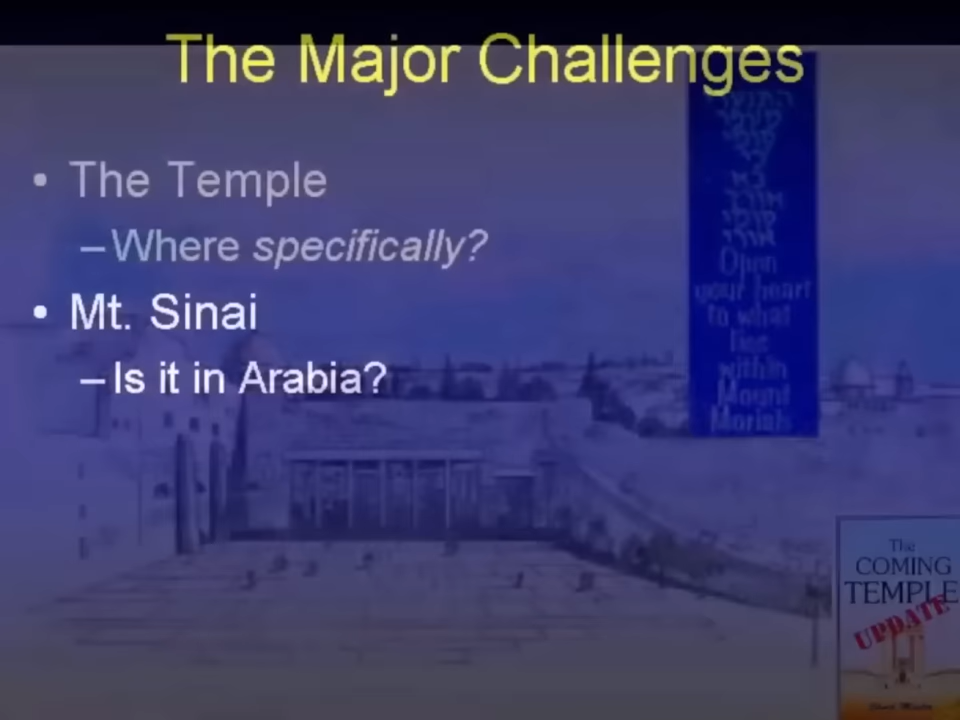 The Major Challenges
• The Temple
– Where specifically?
• Mt. Sinai
– Is it in Arabia?
Open
your heart
to what
lies
within
Mount
Moriah
The
COMING
TEMPLE
UPDATE